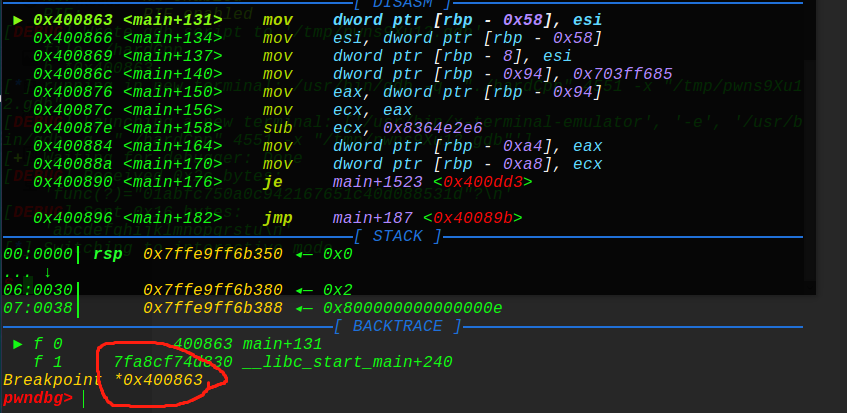 [ DISASM ]
► 0x400863 <main+131> mov dword ptr [rbp - 0x58], esi
0x400866 <main+134> mov esi, dword ptr [rbp - 0x58]
0x400869 <main+137> mov dword ptr [rbp - 8], esi
0x40086c <main+140> mov dword ptr [rbp - 0x94], 0x703ff685
0x400876 <main+150> mov eax, dword ptr [rbp - 0x94]
0x40087c <main+156> mov ecx, eax
0x40087e <main+158> sub ecx, 0x8364e2e6
0x400884 <main+164> mov dword ptr [rbp - 0xa4], eax
0x40088a <main+170> mov dword ptr [rbp - 0xa8], ecx
0x400890 <main+176> je main+1523 <0x400dd3>
0x400896 <main+182> jmp main+187 <0x40089b>
[ STACK ]
00:0000│ rsp 0x7ffe9ff6b350 ◂— 0x0
... ↓
06:0030│ 0x7ffe9ff6b380 ◂— 0x2
07:0038│ 0x7ffe9ff6b388 ◂— 0x800000000000000e
[ BACKTRACE ]
► f 0 400863 main+131
f 1 7fa8cf74d830 __libc_start_main+240
Breakpoint *0x400863
pwndbg>